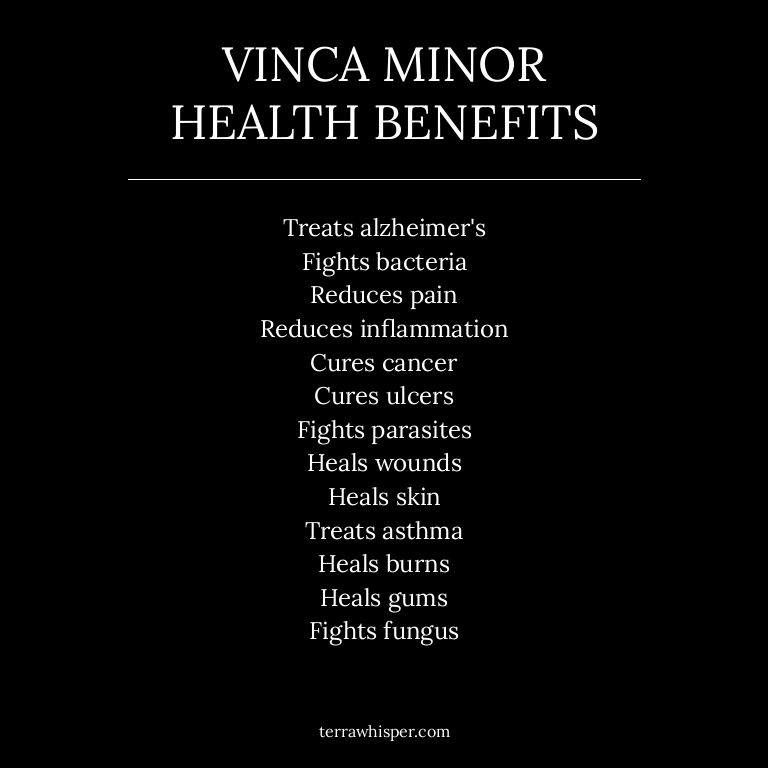 VINCA MINOR
HEALTH BENEFITS
Treats alzheimer's
Fights bacteria
Reduces pain
Reduces inflammation
Cures cancer
Cures ulcers
Fights parasites
Heals wounds
Heals skin
Treats asthma
Heals burns
Heals gums
Fights fungus
terrawhisper.com